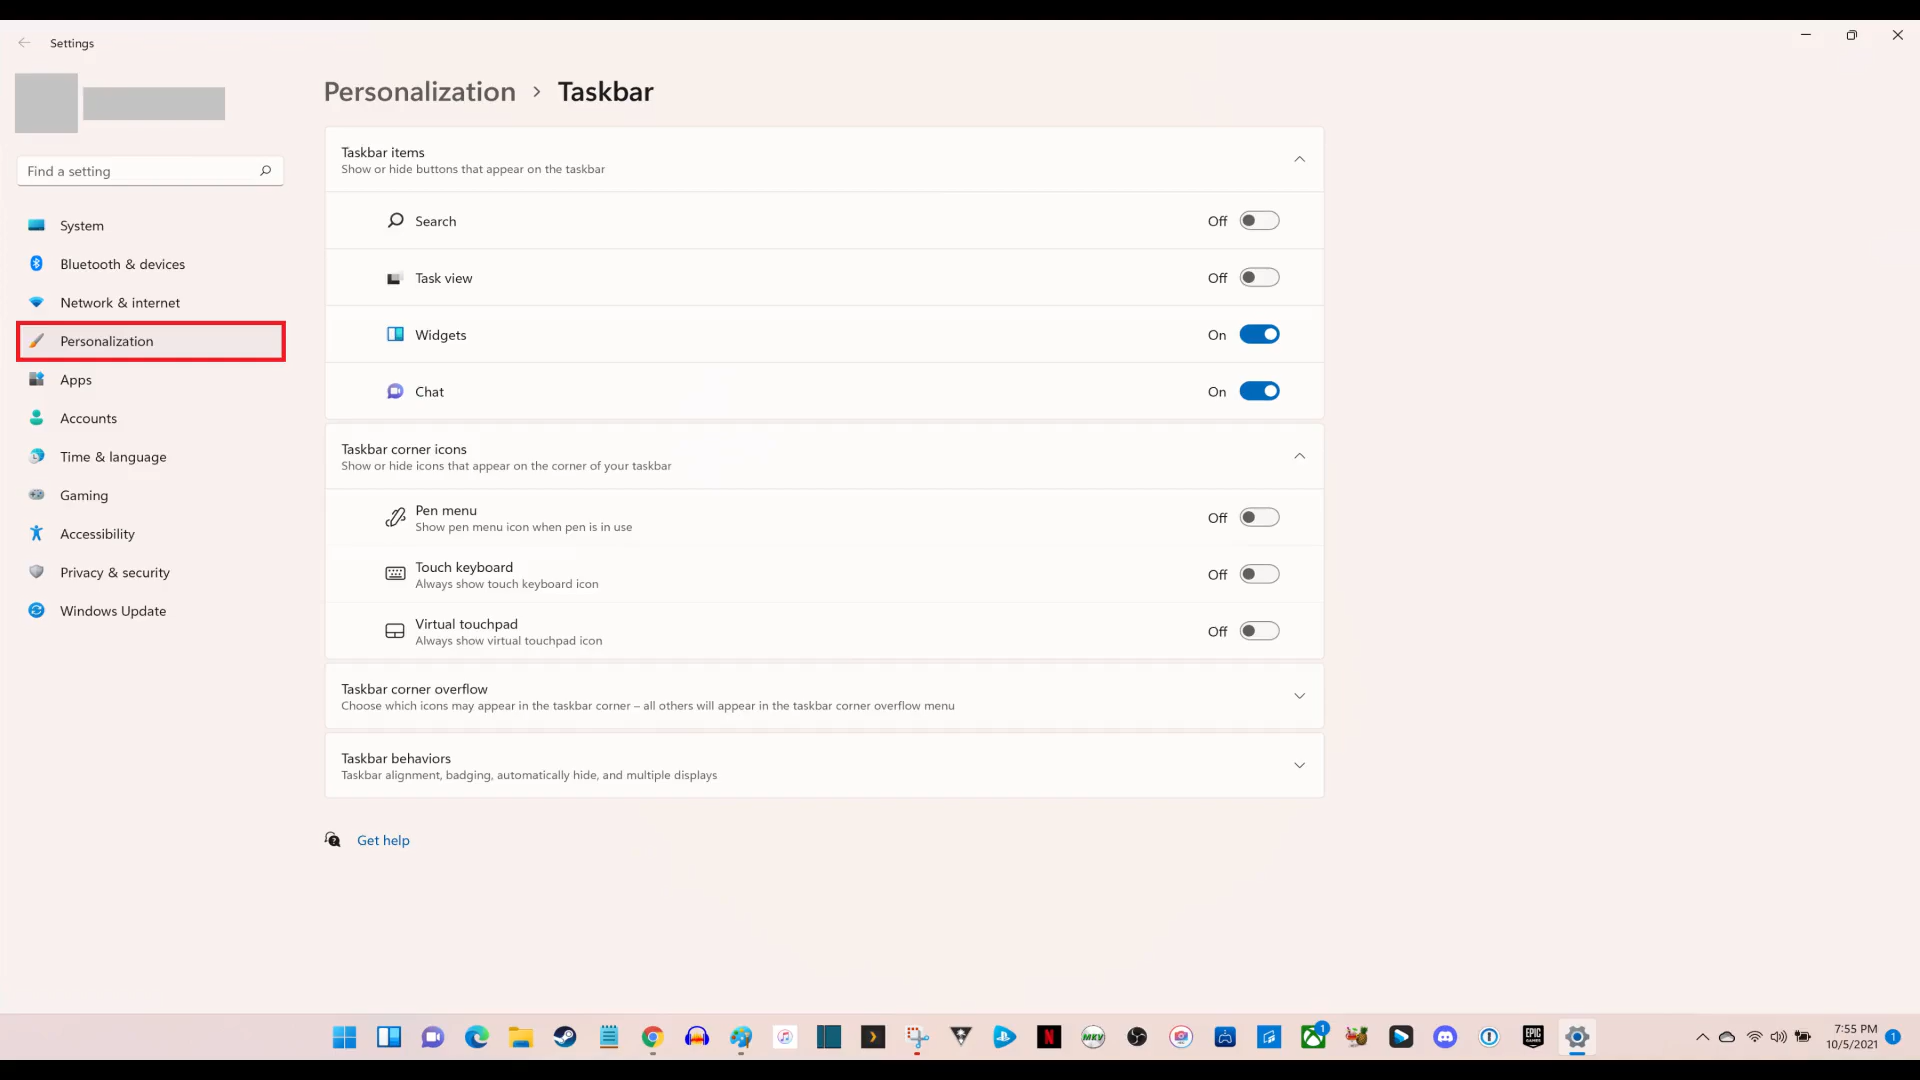 Settings
Personalization > Taskbar
Find a setting
System
Bluetooth & devices
Network & internet
Personalization
Apps
Accounts
Time & language
Gaming
Accessibility
Privacy & security
Windows Update
Taskbar items
Show or hide buttons that appear on the taskbar
Search Off
Task view Off
Widgets On
Chat On
Taskbar corner icons
Show or hide icons that appear on the corner of your taskbar
Pen menu
Show pen menu icon when pen is in use
Off
Touch keyboard
Always show touch keyboard icon
Off
Virtual touchpad
Always show virtual touchpad icon
Off
Taskbar corner overflow
Choose which icons may appear in the taskbar corner – all others will appear in the taskbar corner overflow menu
Taskbar behaviors
Taskbar alignment, badging, automatically hide, and multiple displays
Get help
N
MKV
1
EPIC
GAMES
7:55 PM
10/5/2021
1